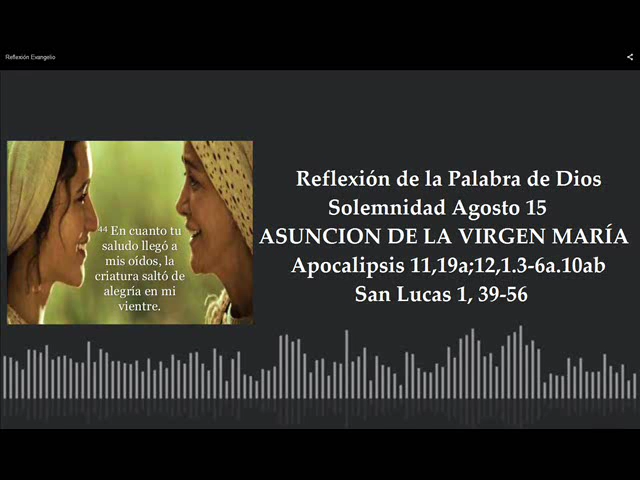 Reflexión Evangelio
44 En cuanto tu
saludo llegó a
mis oídos, la
criatura saltó de
alegría en mi
vientre.
Reflexión de la Palabra de Dios
Solemnidad Agosto 15
ASUNCION DE LA VIRGEN MARÍA
Apocalipsis 11,19a;12,1.3-6a.10ab
San Lucas 1, 39-56